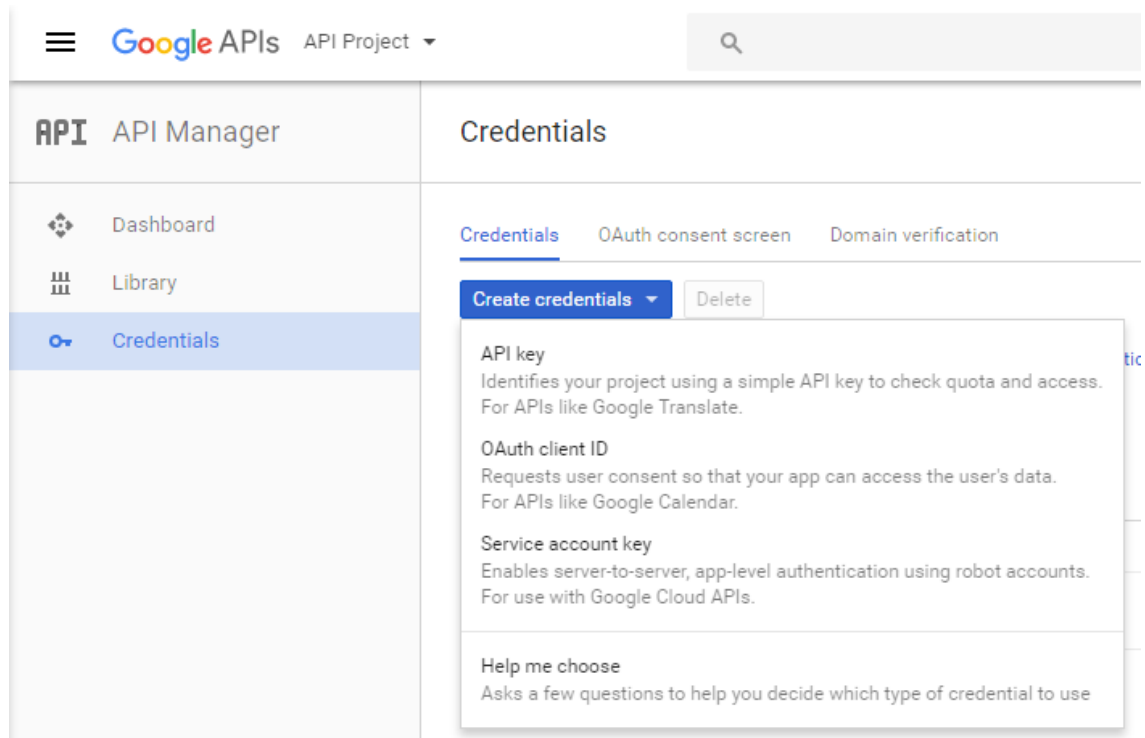 Google APIs API Project
API API Manager
Credentials
Dashboard
Library
Credentials
Credentials OAuth consent screen Domain verification
Create credentials Delete
API key
Identifies your project using a simple API key to check quota and access.
For APIs like Google Translate.
OAuth client ID
Requests user consent so that your app can access the user's data.
For APIs like Google Calendar.
Service account key
Enables server-to-server, app-level authentication using robot accounts.
For use with Google Cloud APIs.
Help me choose
Asks a few questions to help you decide which type of credential to use